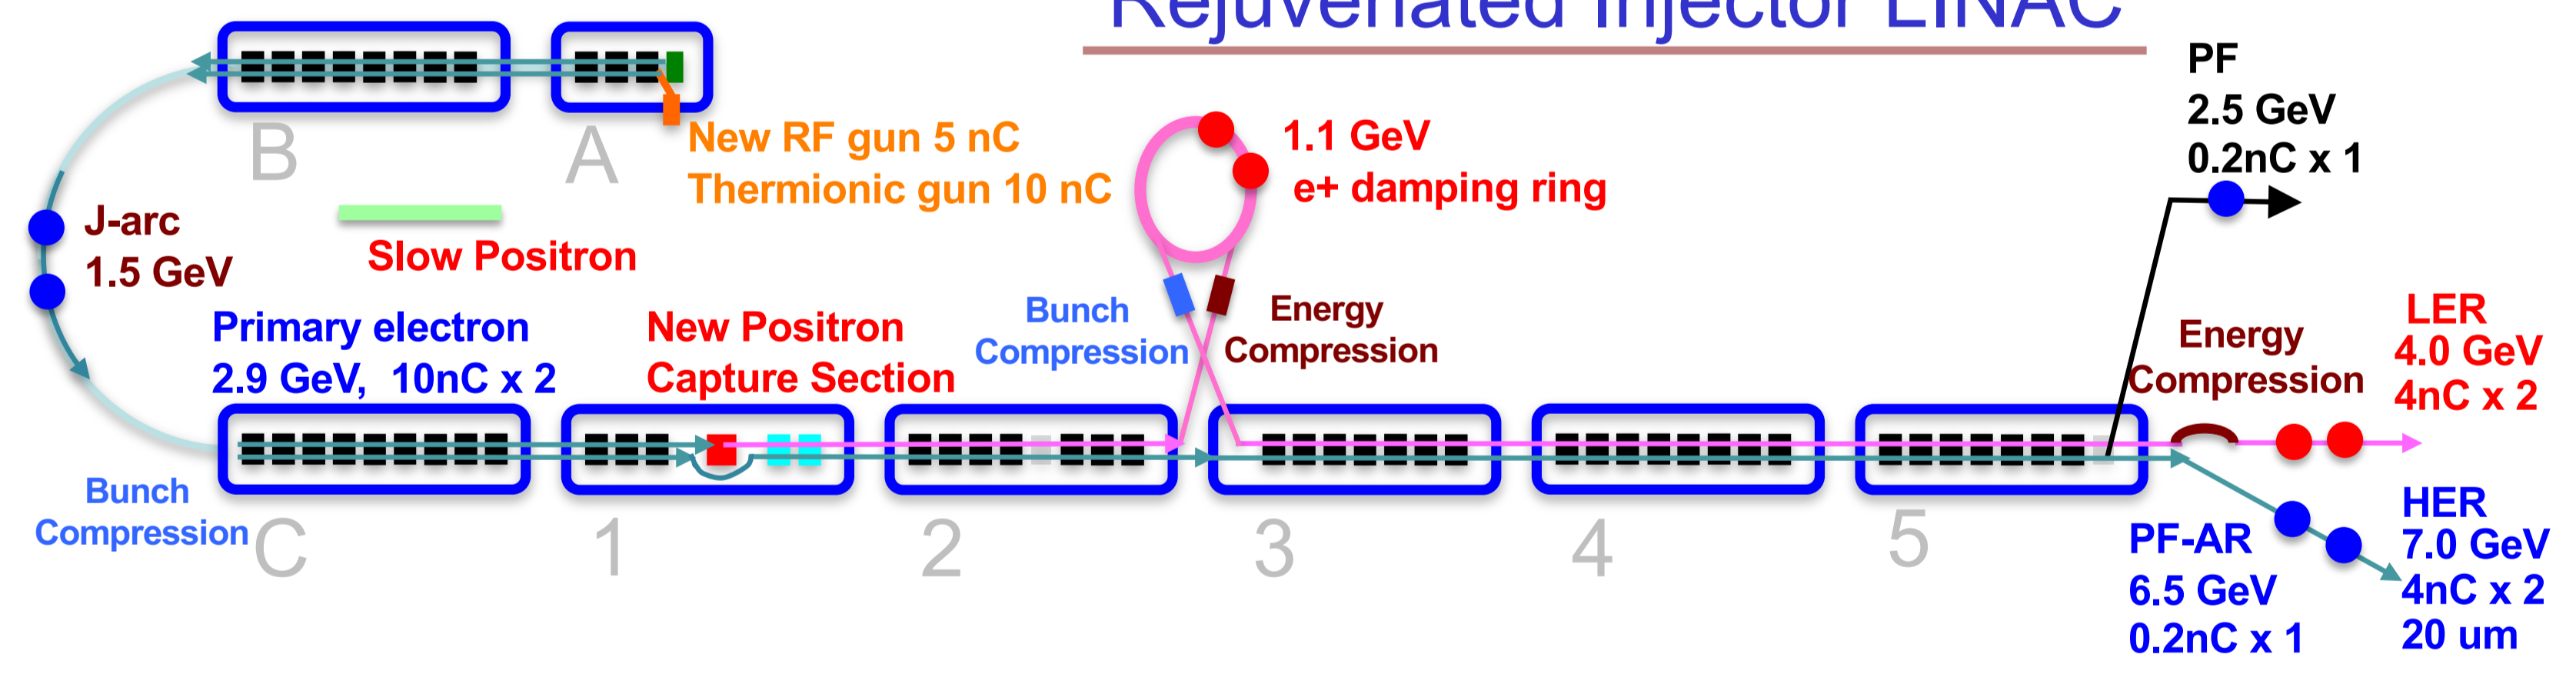 Rejuvenated Injector LINAC
B
A
New RF gun 5 nC
Thermionic gun 10 nC
1.1 GeV
e+ damping ring
PF
2.5 GeV
0.2nC x 1
J-arc
1.5 GeV
Slow Positron
Primary electron
2.9 GeV, 10nC x 2
New Positron
Capture Section
Bunch
Compression
Energy
Compression
Energy
Compression
LER
4.0 GeV
4nC x 2
Bunch
Compression
C
1
2
3
4
5
PF-AR
6.5 GeV
0.2nC x 1
HER
7.0 GeV
4nC x 2
20 um